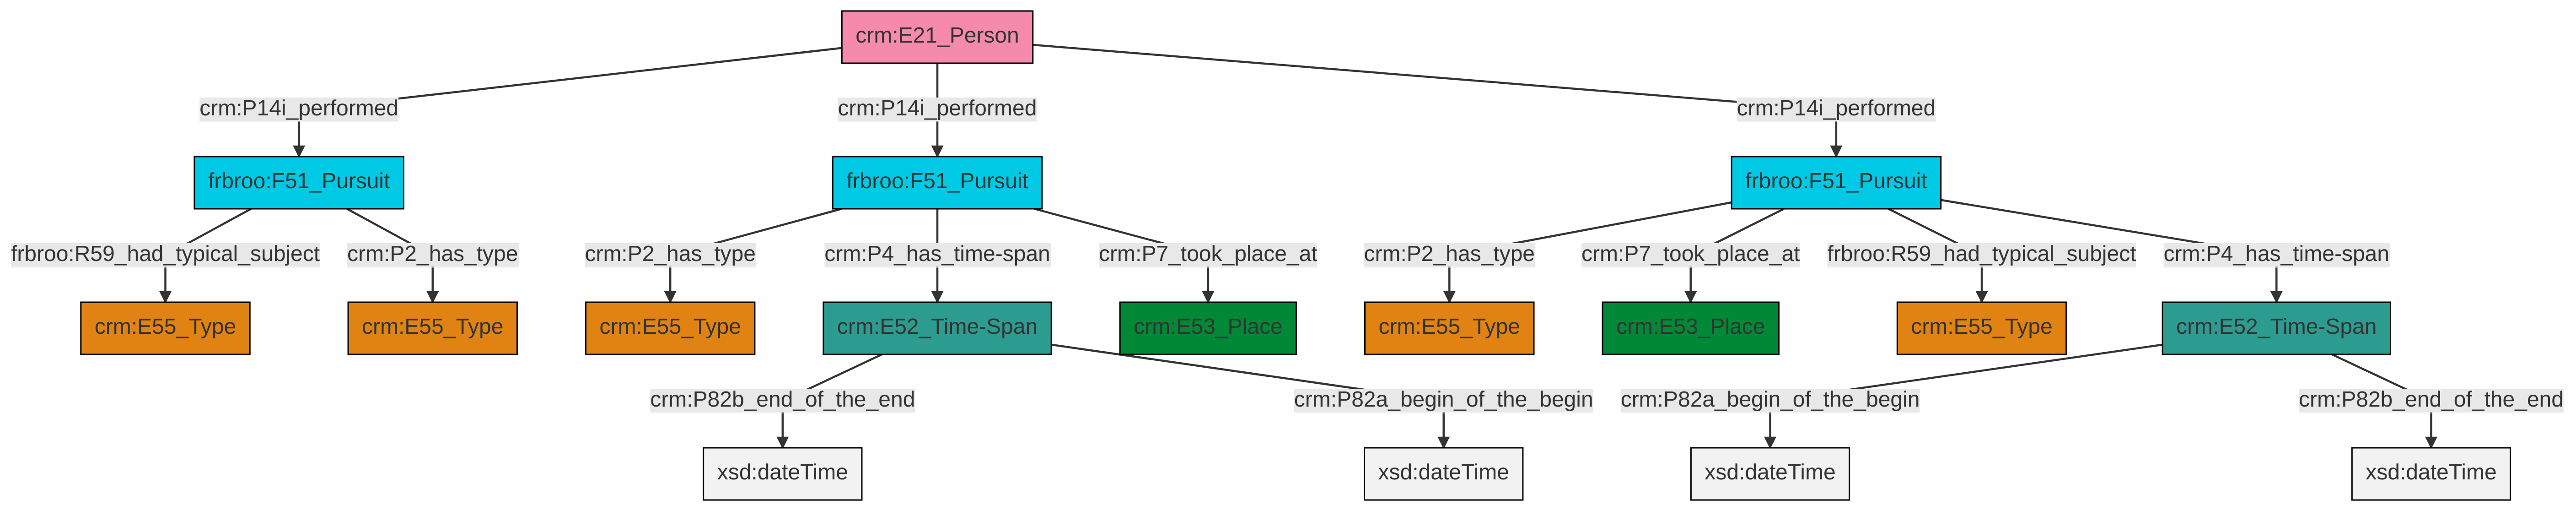 crm:E21_Person
crm:P14i_performed
crm:P14i_performed
crm:P14i_performed
frbroo:F51_Pursuit
frbroo:F51_Pursuit
frbroo:F51_Pursuit
frbroo:R59_had_typical_subject
crm:P2_has_type
crm:P2_has_type
crm:P4_has_time-span
crm:P7_took_place_at
crm:P2_has_type
crm:P7_took_place_at
frbroo:R59_had_typical_subject
crm:P4_has_time-span
crm:E55_Type
crm:E55_Type
crm:E55_Type
crm:E52_Time-Span
crm:E53_Place
crm:E55_Type
crm:E53_Place
crm:E55_Type
crm:E52_Time-Span
crm:P82b_end_of_the_end
crm:P82a_begin_of_the_begin
crm:P82a_begin_of_the_begin
crm:P82b_end_of_the_end
xsd:dateTime
xsd:dateTime
xsd:dateTime
xsd:dateTime